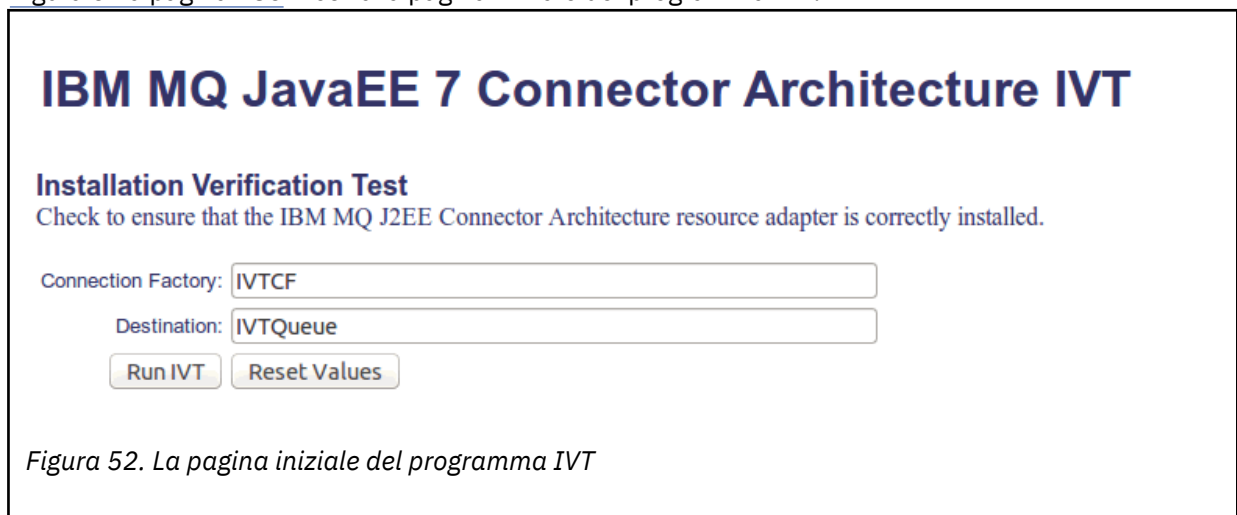 IBM MQ JavaEE 7 Connector Architecture IVT
Installation Verification Test
Check to ensure that the IBM MQ J2EE Connector Architecture resource adapter is correctly installed.
Connection Factory: IVTCF
Destination: IVTQueue
Run IVT Reset Values
Figura 52. La pagina iniziale del programma IVT